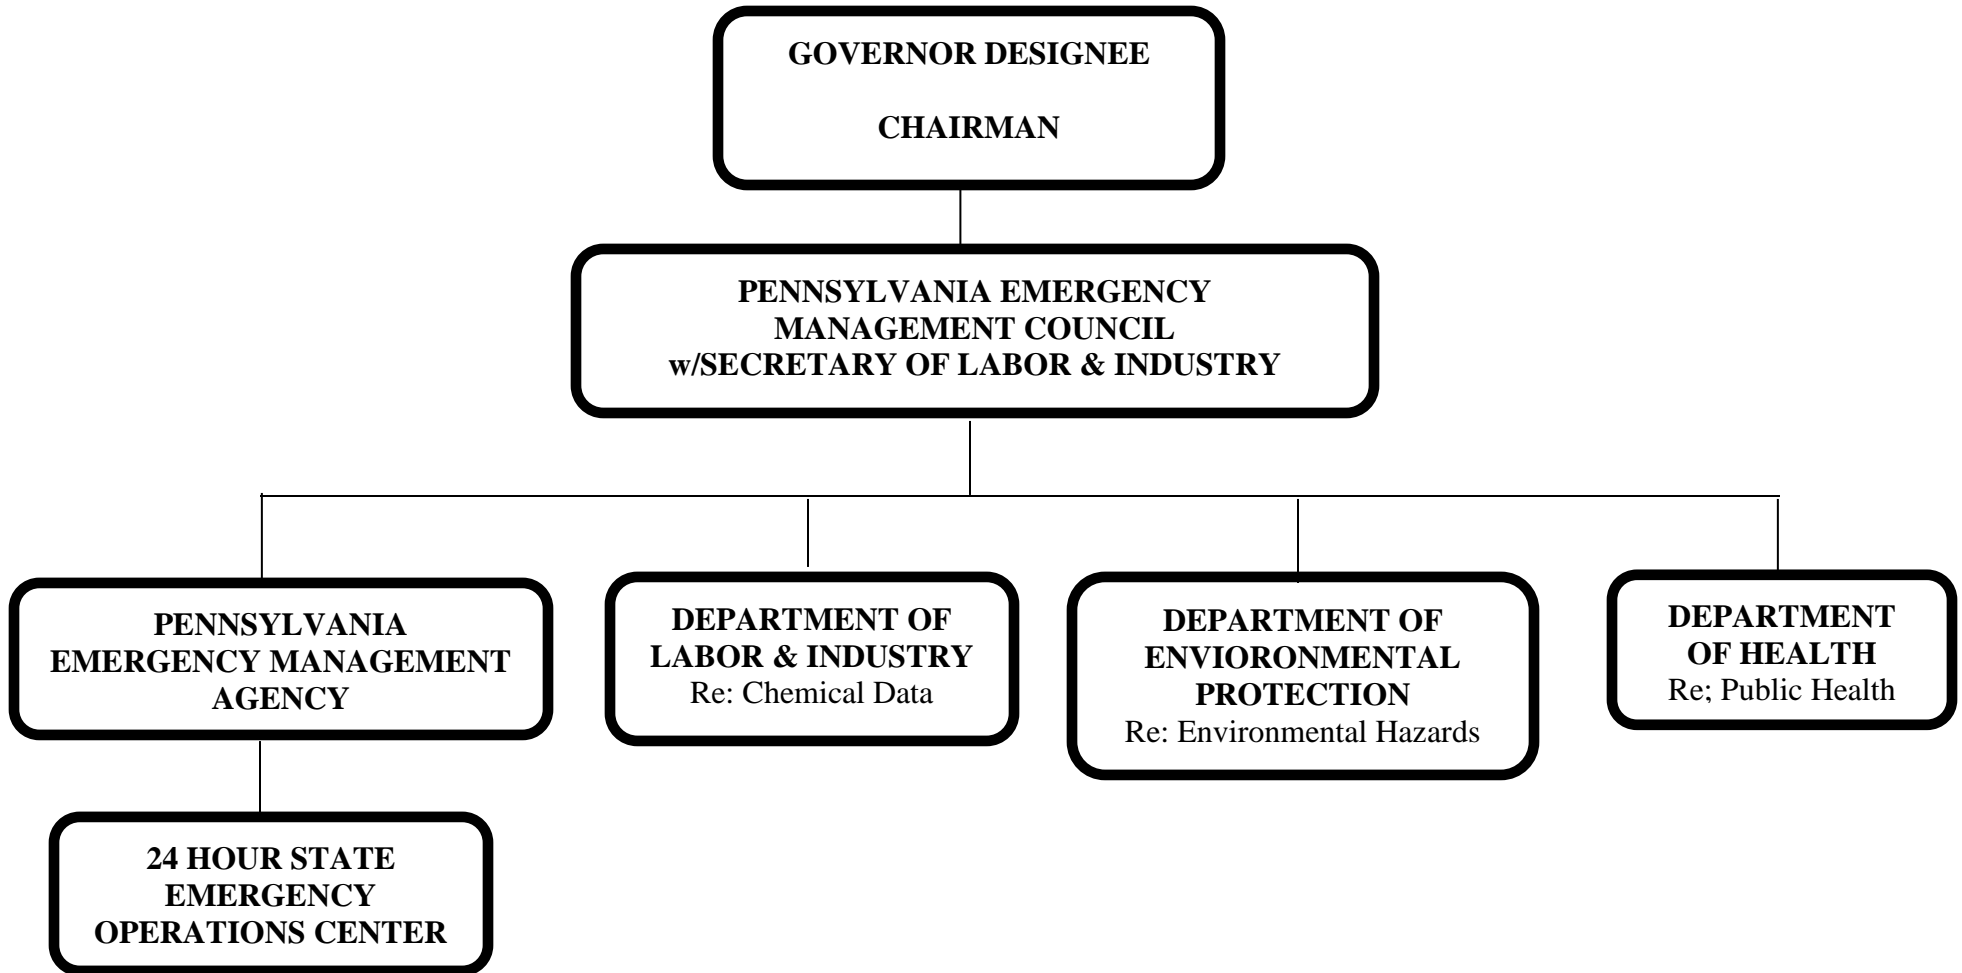 GOVERNOR DESIGNEE
CHAIRMAN
PENNSYLVANIA EMERGENCY
MANAGEMENT COUNCIL
w/SECRETARY OF LABOR & INDUSTRY
PENNSYLVANIA
EMERGENCY MANAGEMENT
AGENCY
DEPARTMENT OF
LABOR & INDUSTRY
Re: Chemical Data
DEPARTMENT OF
ENVIORONMENTAL
PROTECTION
Re: Environmental Hazards
DEPARTMENT
OF HEALTH
Re; Public Health
24 HOUR STATE
EMERGENCY
OPERATIONS CENTER